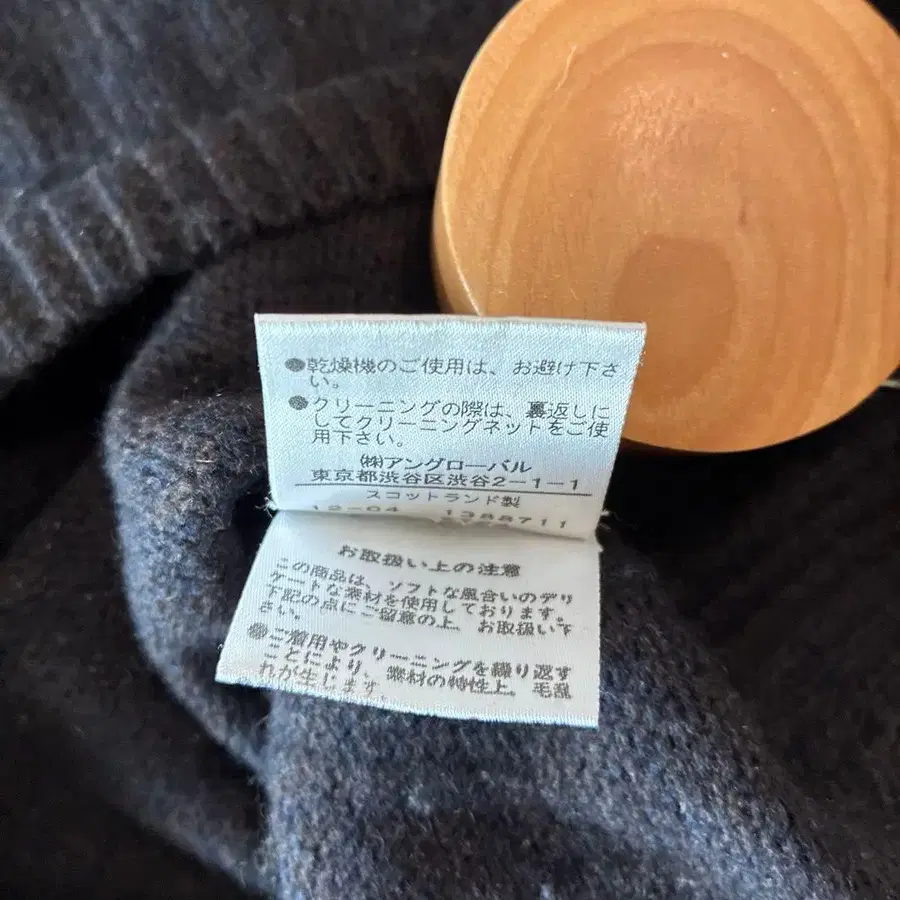 ●乾燥機のご使用は、お避け下さ
い。
●クリーニングの際は、裏返しに
してクリーニングネットをご使
用下さい。
(株)アングローバル
東京都渋谷区渋谷2-1-1
スコットランド製
12-04 1388711
お取扱い上の注意
この商品は、ソフトな風合いのデリ
ケートな素材を使用しております。
下記の点にご留意の上、お取扱い下
さい。
●ご着用やクリーニングを繰り返す
ことにより、素材の特性上、毛乱
れが生じます。